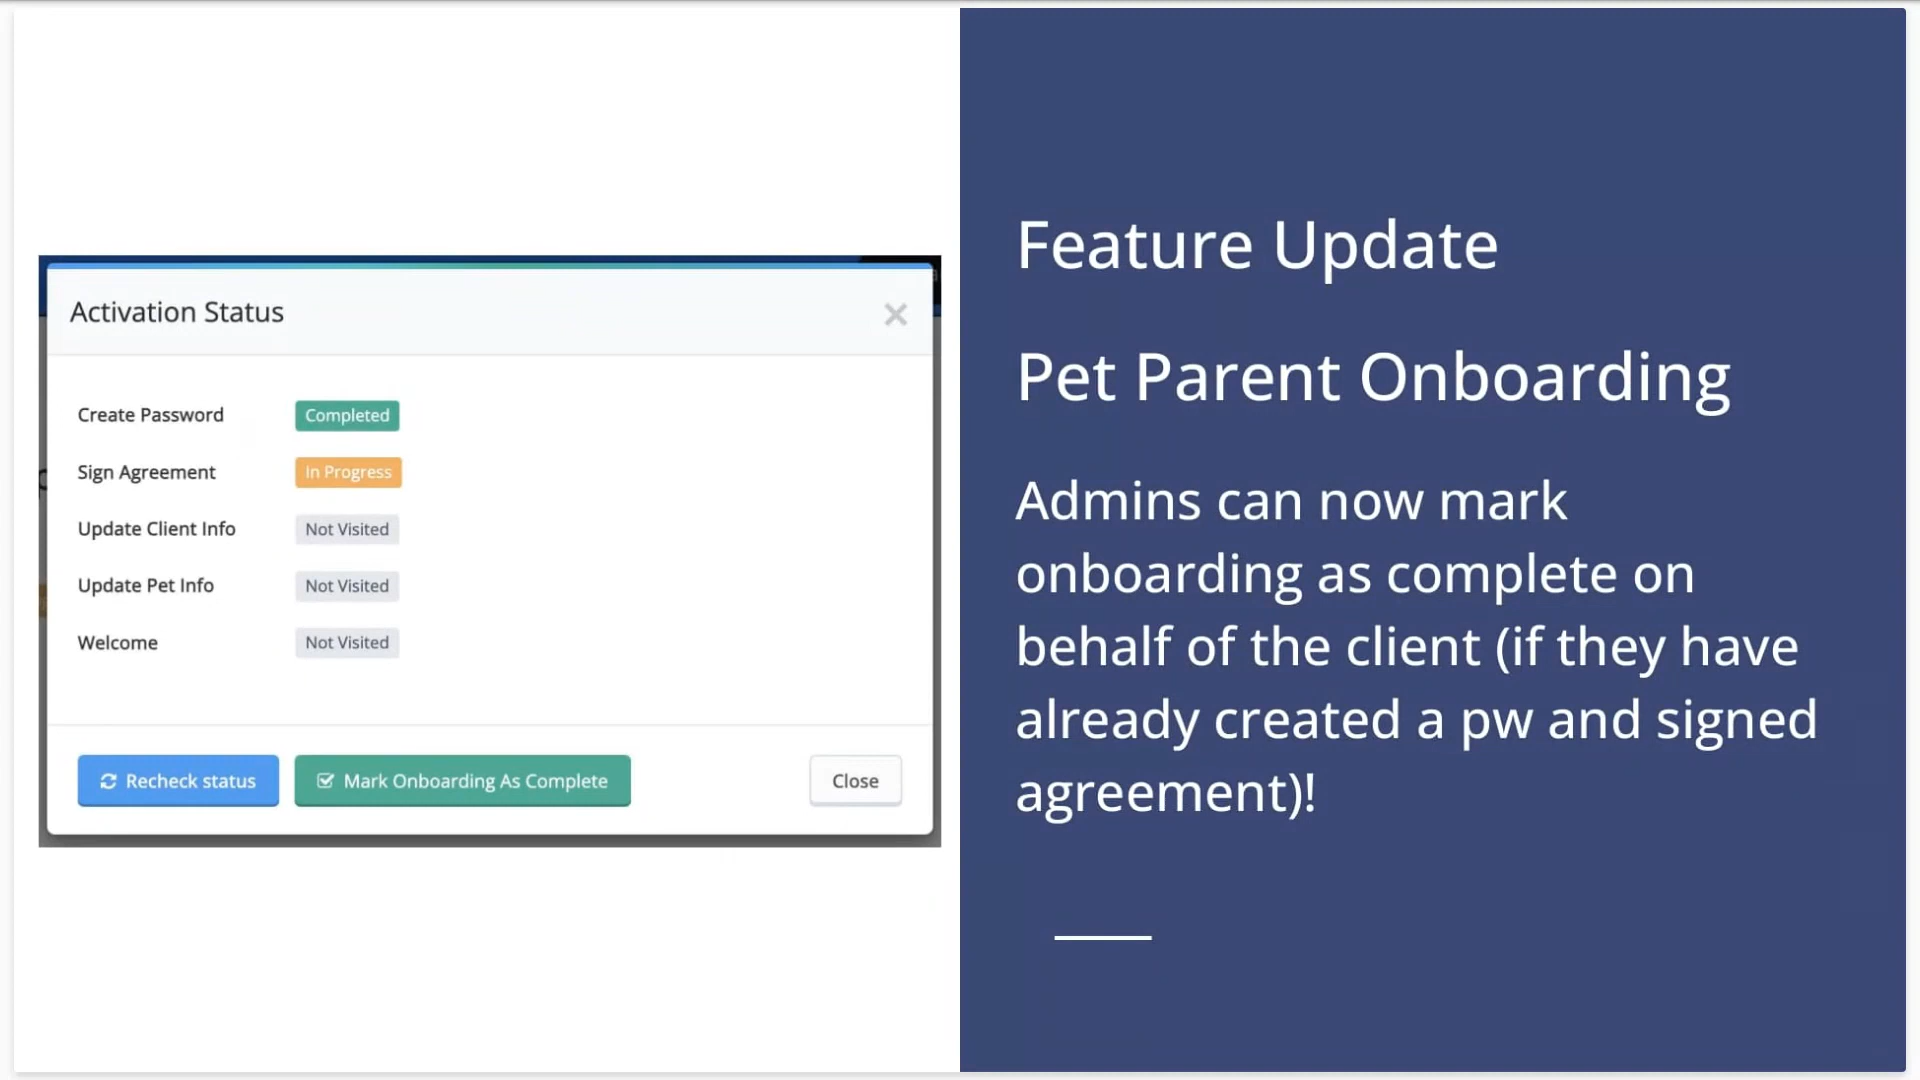 Activation Status
Create Password Completed
Sign Agreement In Progress
Update Client Info Not Visited
Update Pet Info Not Visited
Welcome Not Visited
Recheck status Mark Onboarding As Complete Close
Feature Update
Pet Parent Onboarding
Admins can now mark
onboarding as complete on
behalf of the client (if they have
already created a pw and signed
agreement)!